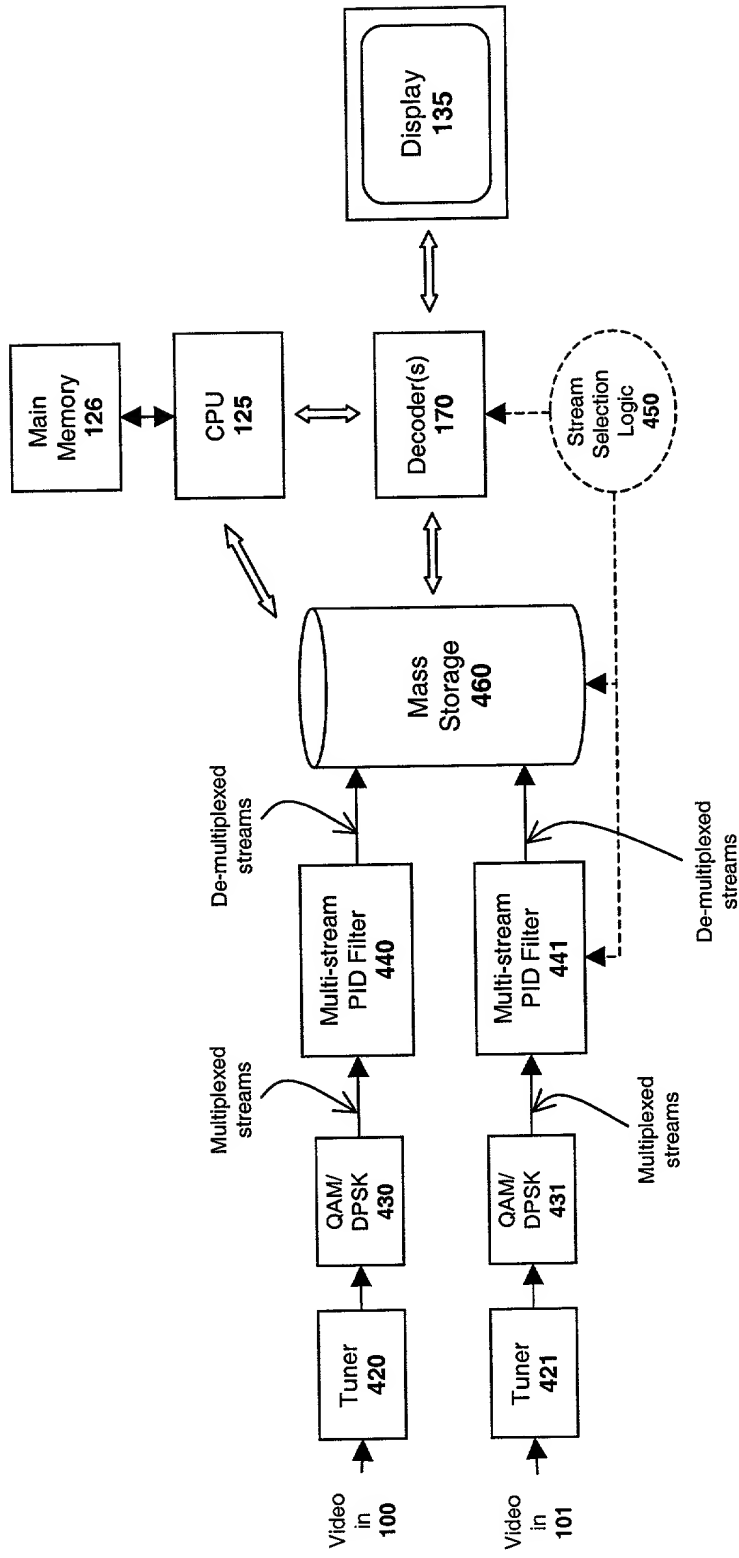 Video
in
100
Tuner
420
QAM/
DPSK
430
Multiplexed
streams
Multi-stream
PID Filter
440
De-multiplexed
streams
Video
in
101
Tuner
421
QAM/
DPSK
431
Multiplexed
streams
Multi-stream
PID Filter
441
De-multiplexed
streams
Mass
Storage
460
Main
Memory
126
CPU
125
Decoder(s)
170
Stream
Selection
Logic
450
Display
135